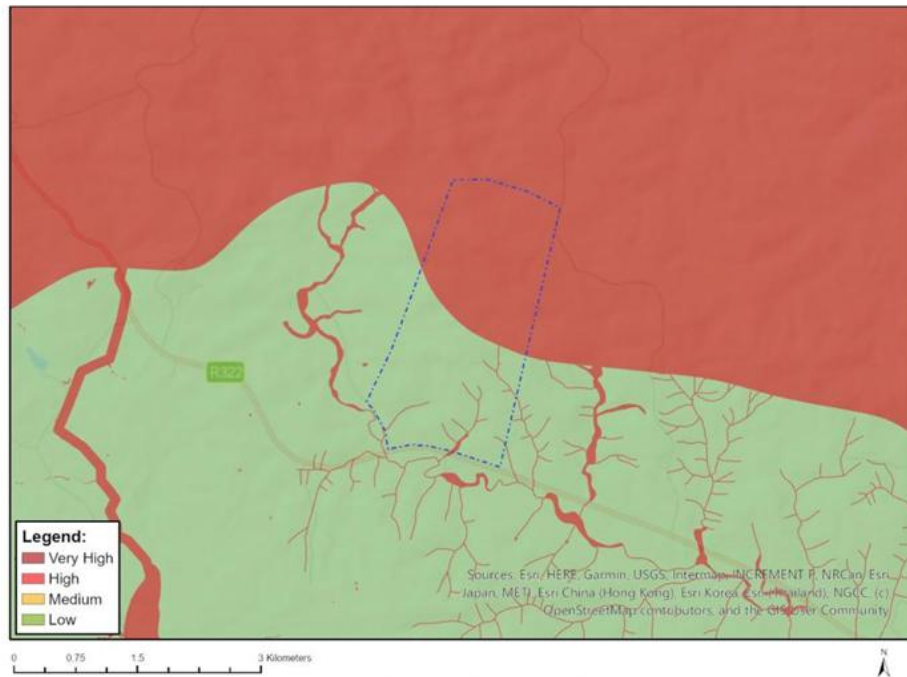 R322
Legend:
Very High
High
Medium
Low
Sources: Esri, HERE, Garmin, USGS, Intermap, INCREMENT P, NRCan, Esri
Japan, METI, Esri China (Hong Kong), Esri Korea, Esri (Thailand), NGCC, (c)
OpenStreetMap contributors, and the GIS User Community
0 0.75 1.5 3 Kilometers
N